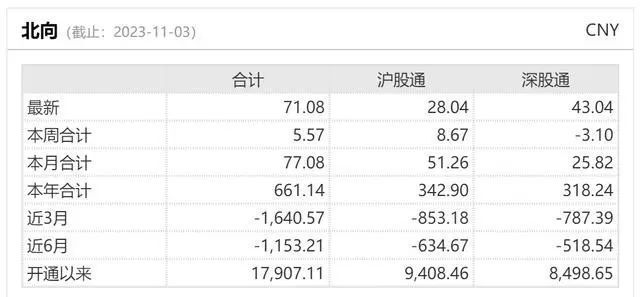 北向 (截止：2023-11-03) CNY
合计 沪股通 深股通
最新 71.08 28.04 43.04
本周合计 5.57 8.67 -3.10
本月合计 77.08 51.26 25.82
本年合计 661.14 342.90 318.24
近3月 -1,640.57 -853.18 -787.39
近6月 -1,153.21 -634.67 -518.54
开通以来 17,907.11 9,408.46 8,498.65